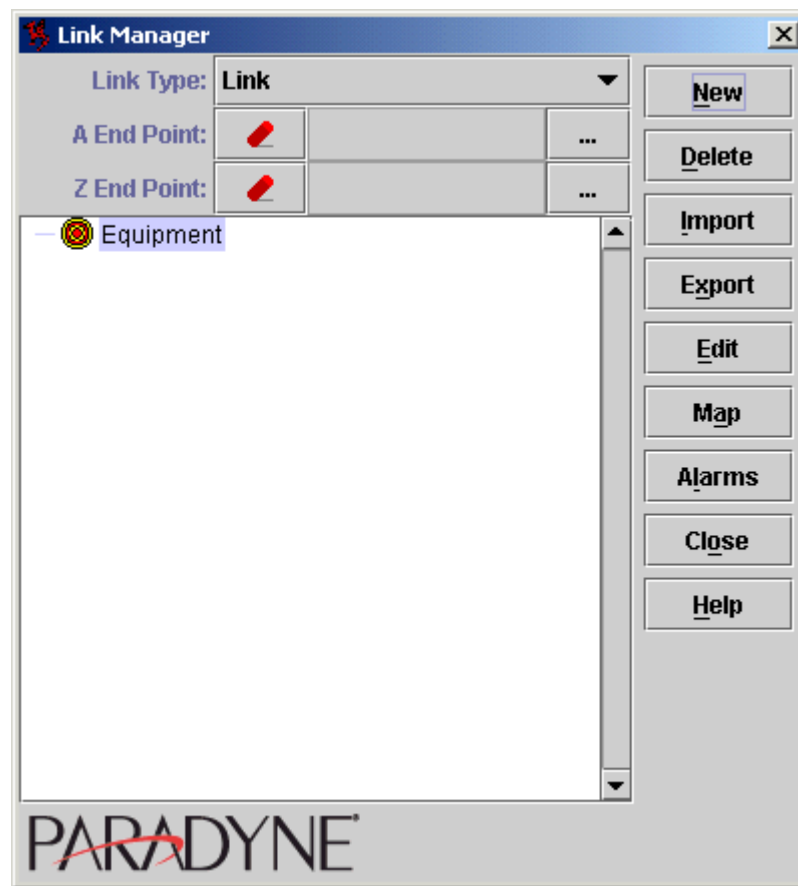 Link Manager
Link Type: Link
A End Point: ...
Z End Point: ...
Equipment
New
Delete
Import
Export
Edit
Map
Alarms
Close
Help
PARADYNE